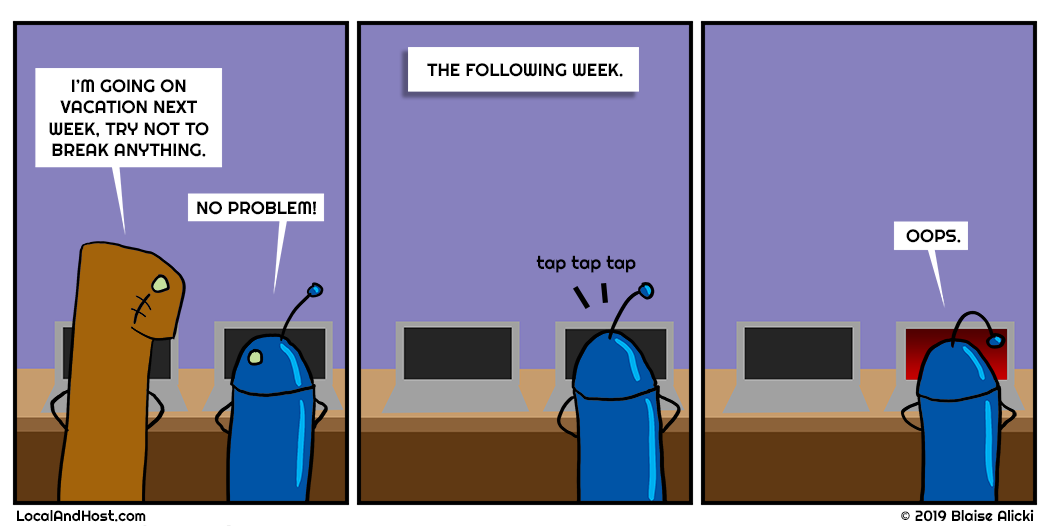 I'M GOING ON
VACATION NEXT
WEEK, TRY NOT TO
BREAK ANYTHING.
NO PROBLEM!
THE FOLLOWING WEEK.
tap tap tap
OOPS.
LocalAndHost.com
© 2019 Blaise Alicki